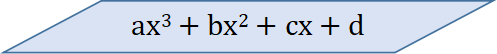 ax³ + bx² + cx + d